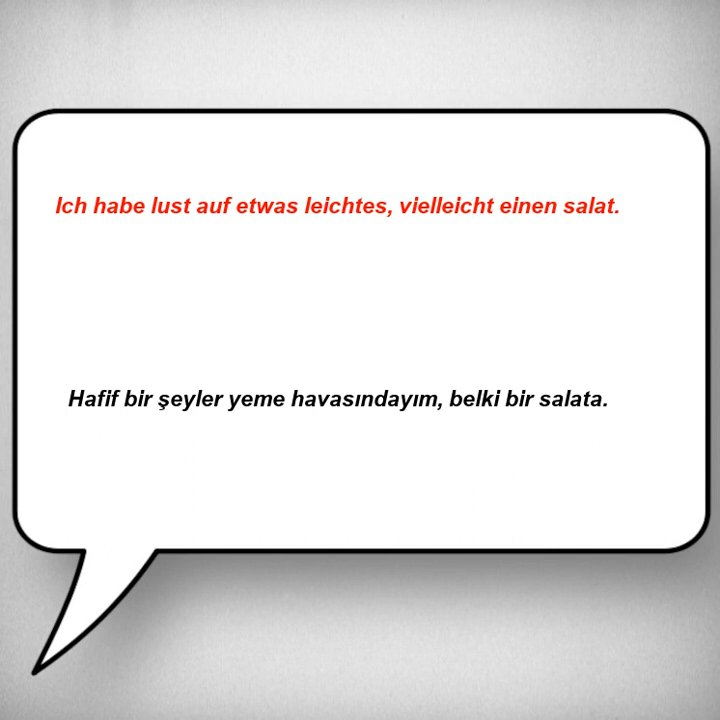 Ich habe lust auf etwas leichtes, vielleicht einen salat.
Hafif bir şeyler yeme havasındayım, belki bir salata.